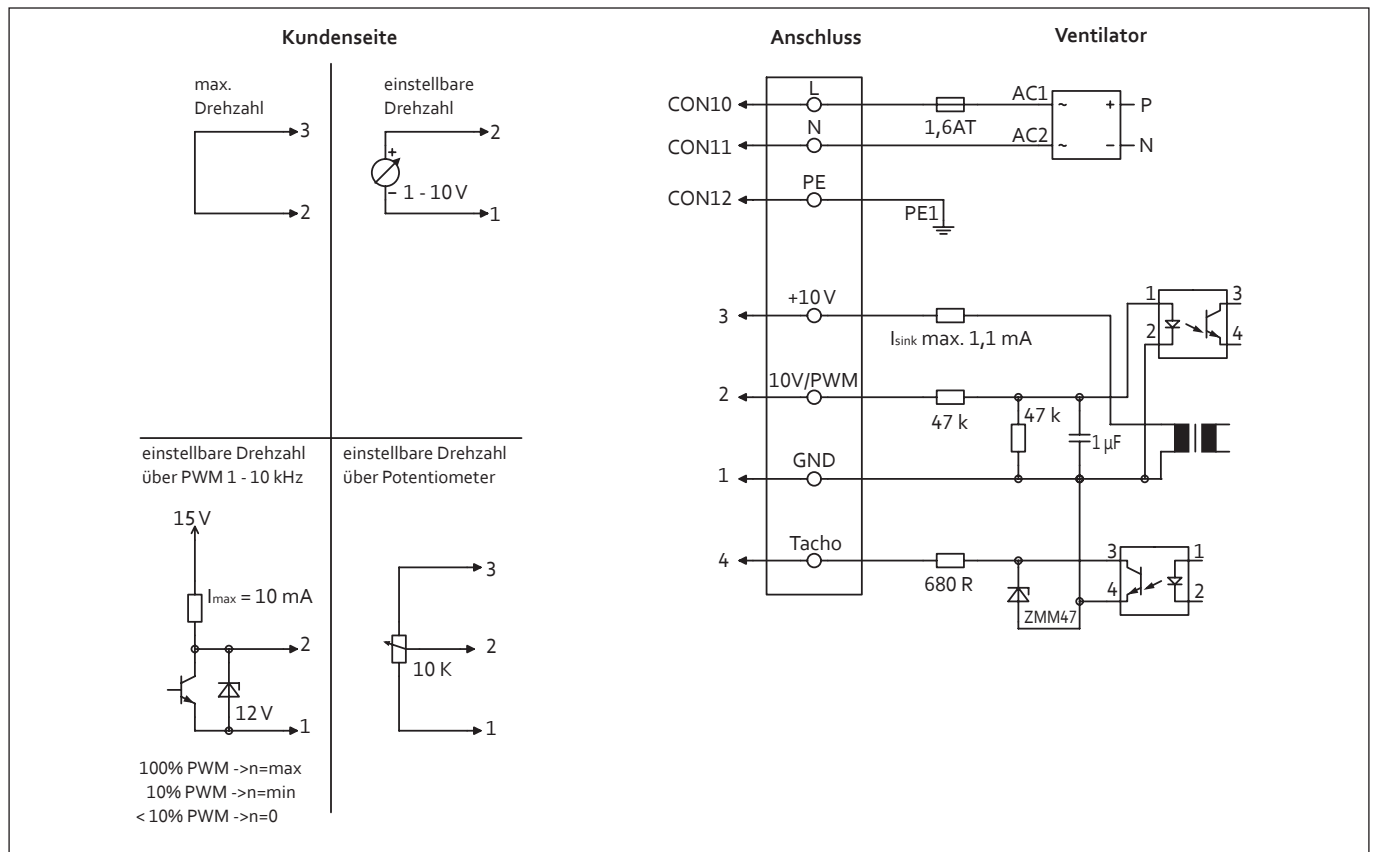 Kundenseite
Anschluss
Ventilator
max.
Drehzahl
3
2
einstellbare
Drehzahl
2
+
– 1 - 10 V
1
einstellbare Drehzahl
über PWM 1 - 10 kHz
15 V
Imax = 10 mA
2
12 V
1
100% PWM ->n=max
10% PWM ->n=min
< 10% PWM ->n=0
einstellbare Drehzahl
über Potentiometer
3
2
10 K
1
CON10
L
1,6AT
AC1
~
+
P
CON11
N
AC2
~
–
N
CON12
PE
PE1
3
+10 V
Isink max. 1,1 mA
1
2
3
4
2
10V/PWM
47 k
47 k
1 µF
1
GND
4
Tacho
680 R
ZMM47
3
4
1
2